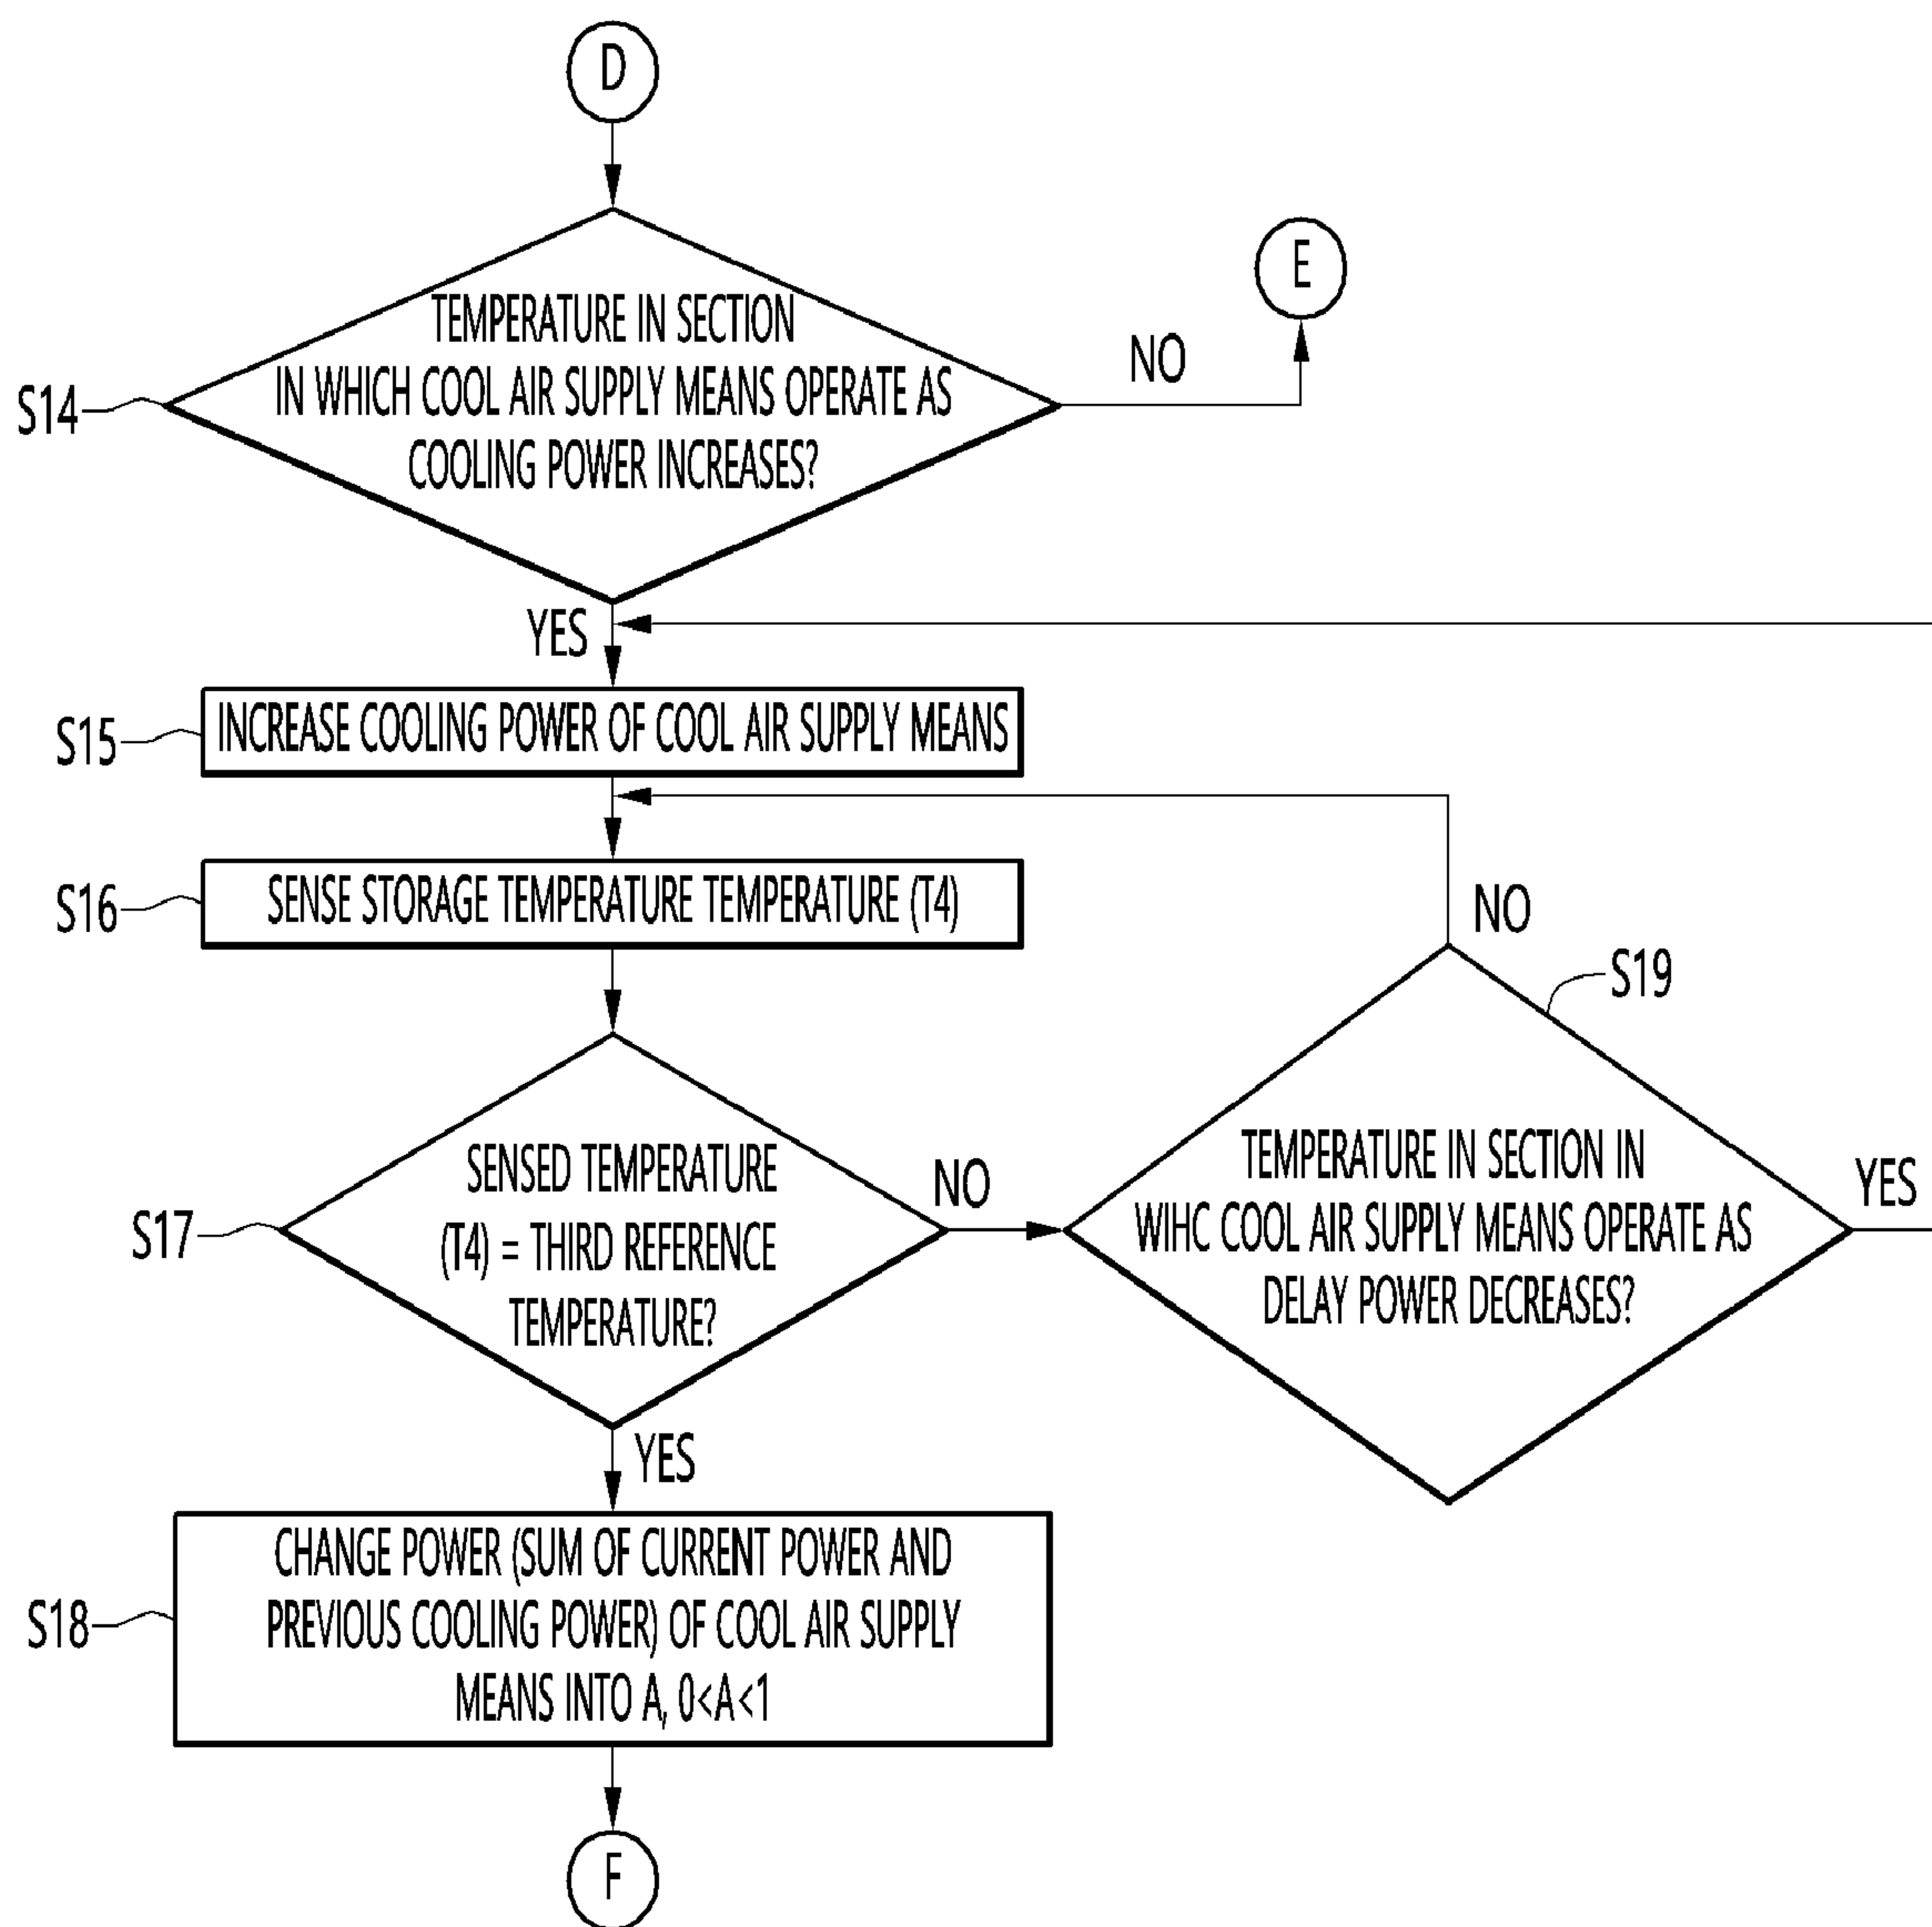 D
TEMPERATURE IN SECTION
IN WHICH COOL AIR SUPPLY MEANS OPERATE AS
COOLING POWER INCREASES?
S14
NO
E
YES
S15
INCREASE COOLING POWER OF COOL AIR SUPPLY MEANS
S16
SENSE STORAGE TEMPERATURE TEMPERATURE (T4)
NO
S19
S17
SENSED TEMPERATURE
(T4) = THIRD REFERENCE
TEMPERATURE?
NO
TEMPERATURE IN SECTION IN
WIHC COOL AIR SUPPLY MEANS OPERATE AS
DELAY POWER DECREASES?
YES
YES
S18
CHANGE POWER (SUM OF CURRENT POWER AND
PREVIOUS COOLING POWER) OF COOL AIR SUPPLY
MEANS INTO A, 0<A<1
F